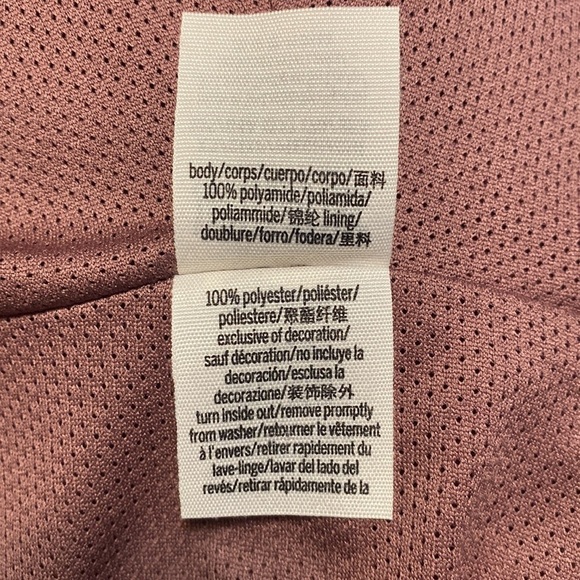 body/corps/cuerpo/corpo/面料
100% polyamide/poliamida/
poliammide/锦纶 lining/
doublure/forro/fodera/里料
100% polyester/poliéster/
poliestere/聚酯纤维
exclusive of decoration/
sauf décoration/no incluye la
decoración/esclusa la
decorazione/装饰除外
turn inside out/remove promptly
from washer/retourner le vêtement
à l'envers/retirer rapidement du
lave-linge/lavar del lado del
revés/retirar rápidamente de la